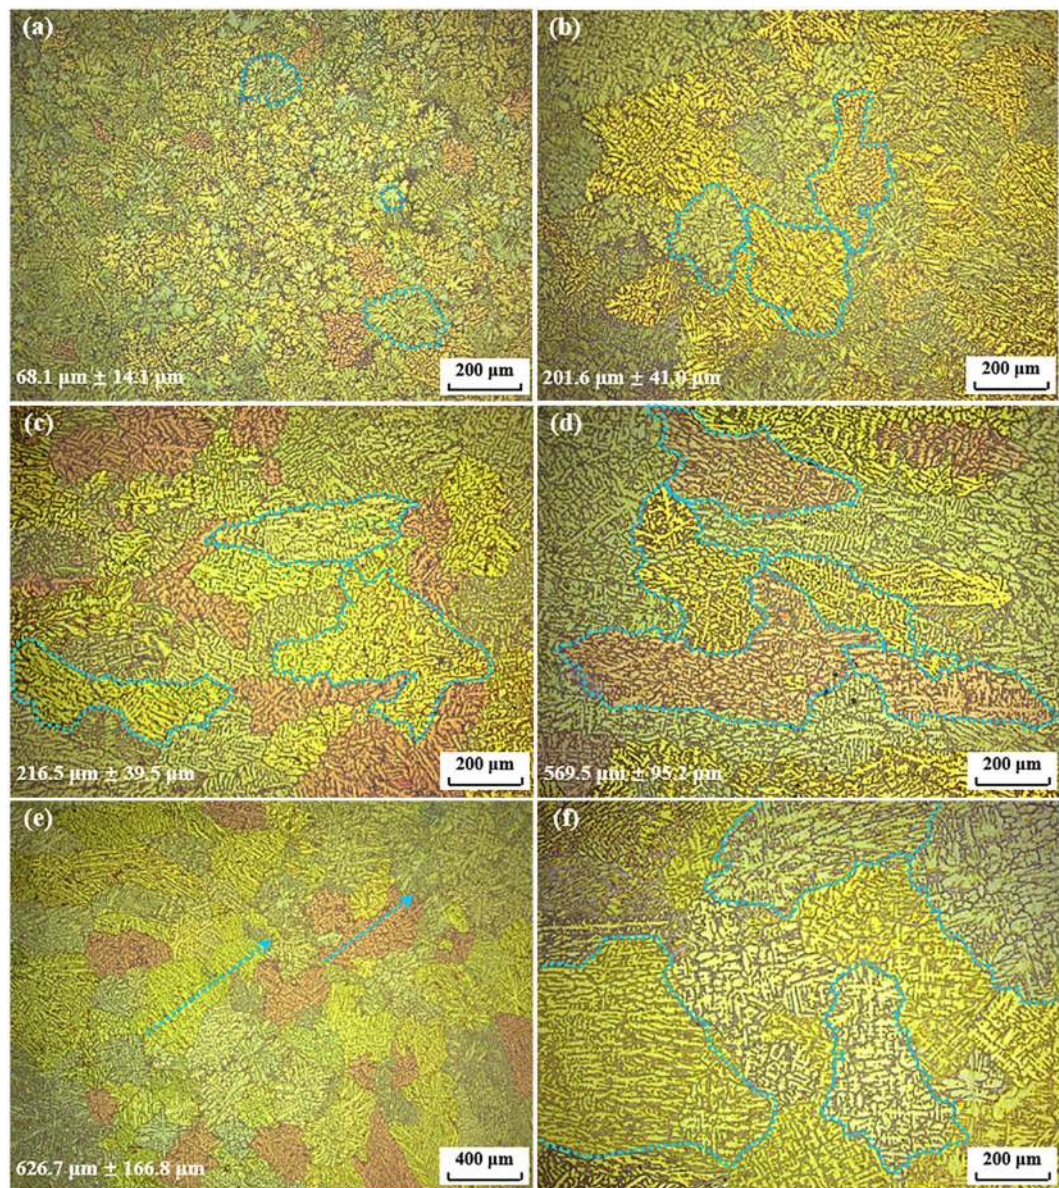 (a)
68.1 µm ± 14.1 µm
200 µm
(b)
201.6 µm ± 41.0 µm
200 µm
(c)
216.5 µm ± 39.5 µm
200 µm
(d)
569.5 µm ± 95.2 µm
200 µm
(e)
626.7 µm ± 166.8 µm
400 µm
(f)
200 µm